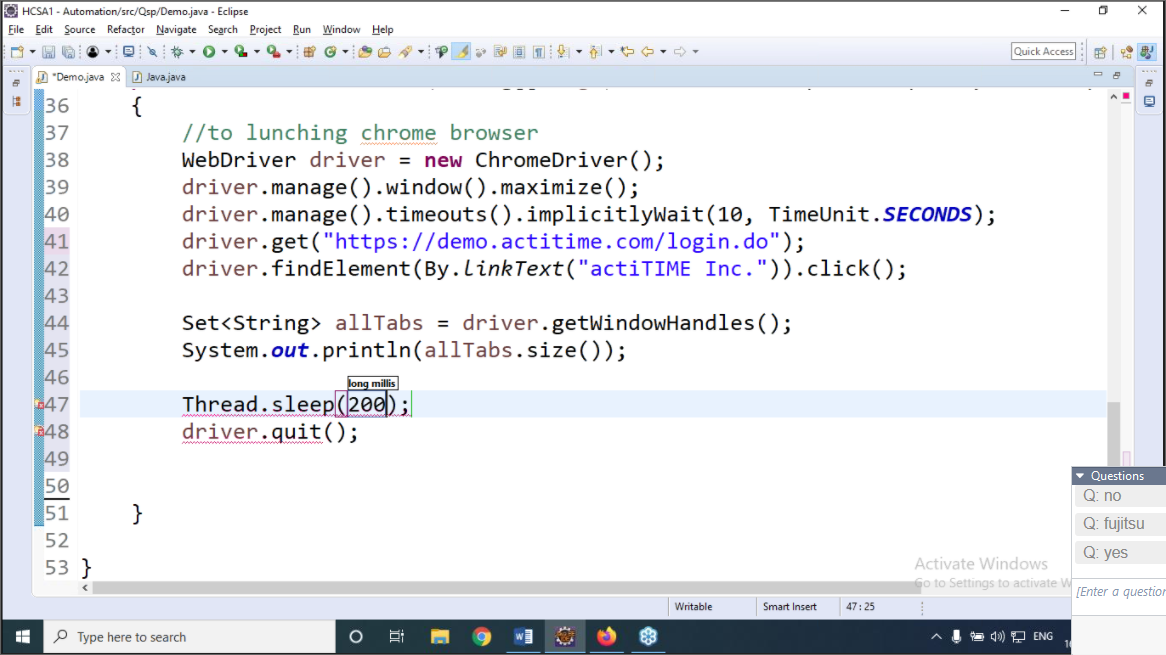 HCSA1 - Automation/src/Qsp/Demo.java - Eclipse
File Edit Source Refactor Navigate Search Project Run Window Help
Quick Access
*Demo.java Java.java
36 {
37 //to lunching chrome browser
38 WebDriver driver = new ChromeDriver();
39 driver.manage().window().maximize();
40 driver.manage().timeouts().implicitlyWait(10, TimeUnit.SECONDS);
41 driver.get("https://demo.actitime.com/login.do");
42 driver.findElement(By.linkText("actiTIME Inc.")).click();
43
44 Set<String> allTabs = driver.getWindowHandles();
45 System.out.println(allTabs.size());
46
long millis
47 Thread.sleep(200);
48 driver.quit();
49
50
51 }
52
53 }
Questions
Q: no
Q: fujitsu
Q: yes
[Enter a question
Activate Windows
Go to Settings to activate W
Writable Smart Insert 47 : 25
Type here to search
ENG